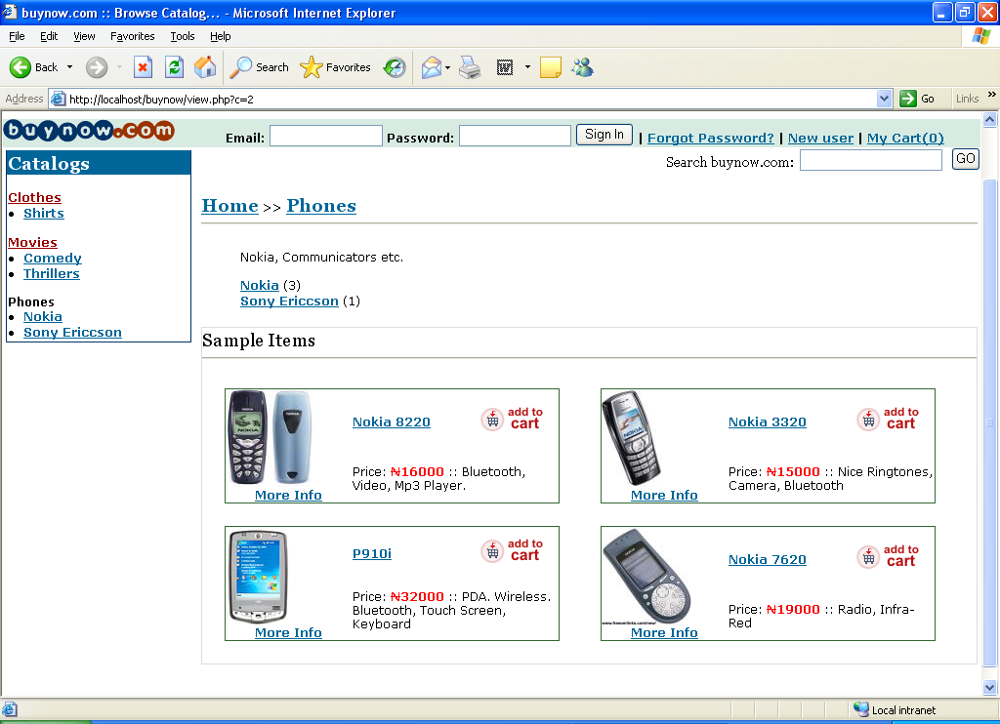 buynow.com :: Browse Catalog... - Microsoft Internet Explorer
File Edit View Favorites Tools Help
Back Search Favorites
Address http://localhost/buynow/view.php?c=2 Go Links »
buynow.com
Email: Password: Sign In | Forgot Password? | New user | My Cart(0)
Search buynow.com: GO
Catalogs
Clothes
• Shirts
Movies
• Comedy
• Thrillers
Phones
• Nokia
• Sony Ericcson
Home >> Phones
Nokia, Communicators etc.
Nokia (3)
Sony Ericcson (1)
Sample Items
Nokia 8220
add to
cart
Price: ₦16000 :: Bluetooth,
Video, Mp3 Player.
More Info
Nokia 3320
add to
cart
Price: ₦15000 :: Nice Ringtones,
Camera, Bluetooth
More Info
P910i
add to
cart
Price: ₦32000 :: PDA. Wireless.
Bluetooth, Touch Screen,
Keyboard
More Info
Nokia 7620
add to
cart
Price: ₦19000 :: Radio, Infra-
Red
More Info
NOKIA
NOKIA
Local intranet